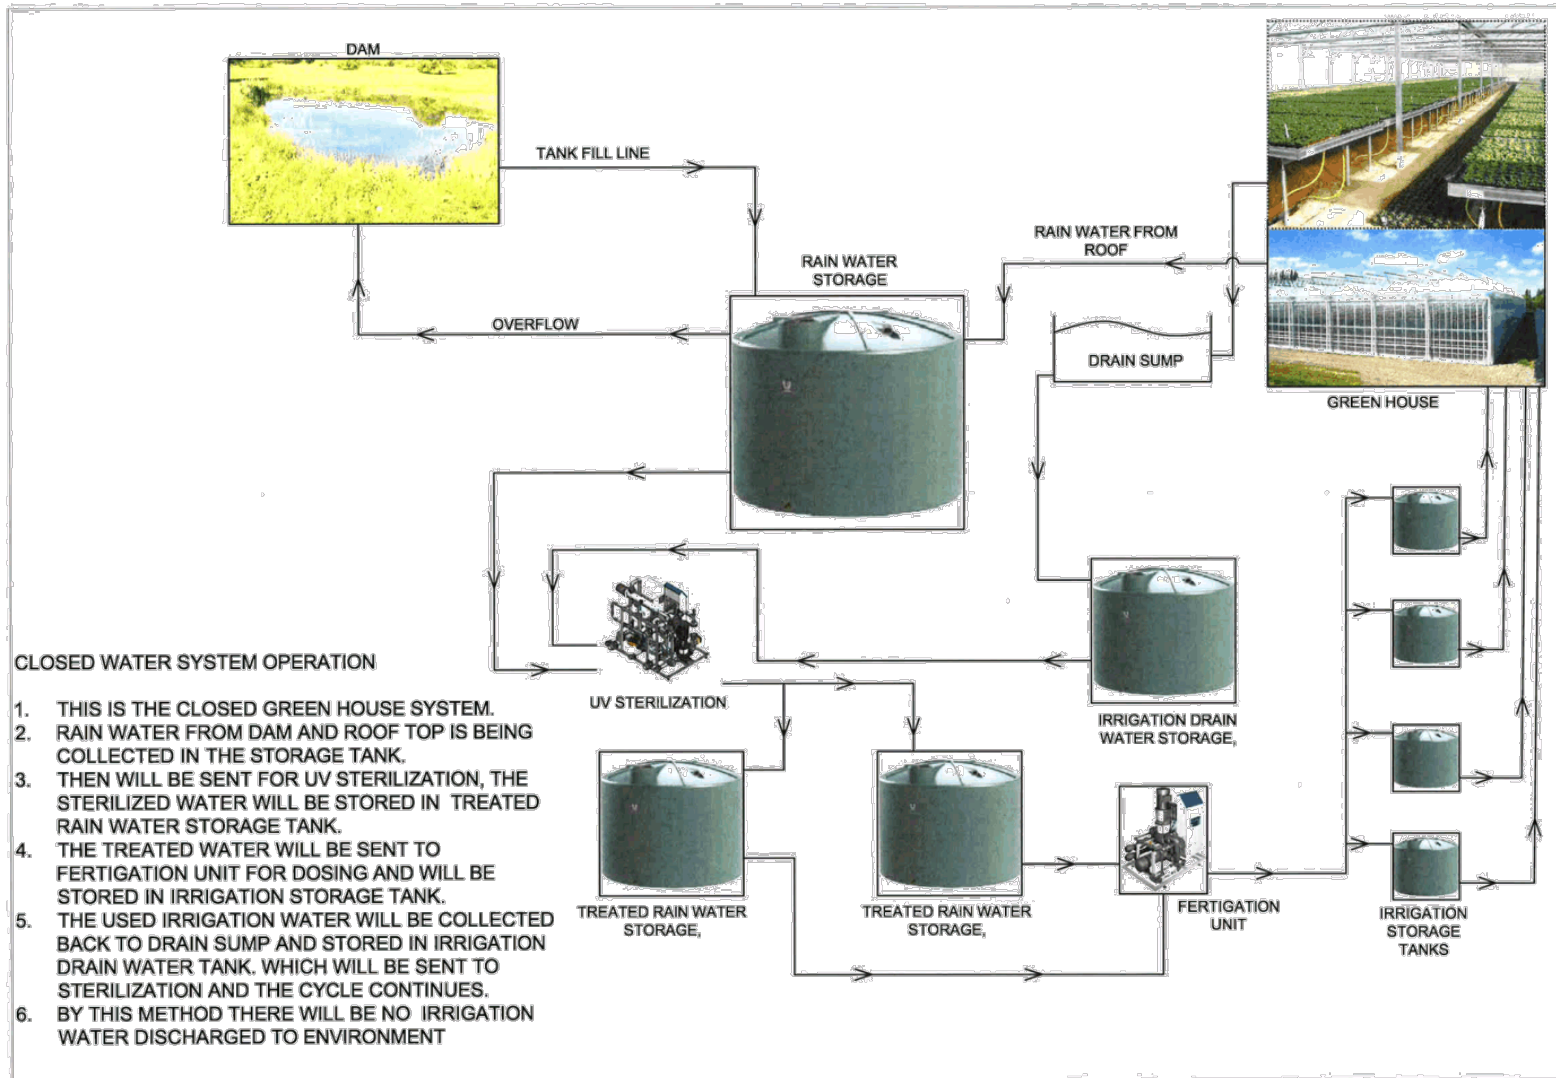 DAM
TANK FILL LINE
RAIN WATER FROM
ROOF
RAIN WATER
STORAGE
OVERFLOW
DRAIN SUMP
GREEN HOUSE
CLOSED WATER SYSTEM OPERATION
UV STERILIZATION
1. THIS IS THE CLOSED GREEN HOUSE SYSTEM.
2. RAIN WATER FROM DAM AND ROOF TOP IS BEING
COLLECTED IN THE STORAGE TANK.
3. THEN WILL BE SENT FOR UV STERILIZATION, THE
STERILIZED WATER WILL BE STORED IN TREATED
RAIN WATER STORAGE TANK.
4. THE TREATED WATER WILL BE SENT TO
FERTIGATION UNIT FOR DOSING AND WILL BE
STORED IN IRRIGATION STORAGE TANK.
5. THE USED IRRIGATION WATER WILL BE COLLECTED
BACK TO DRAIN SUMP AND STORED IN IRRIGATION
DRAIN WATER TANK. WHICH WILL BE SENT TO
STERILIZATION AND THE CYCLE CONTINUES.
6. BY THIS METHOD THERE WILL BE NO IRRIGATION
WATER DISCHARGED TO ENVIRONMENT
IRRIGATION DRAIN
WATER STORAGE,
TREATED RAIN WATER
STORAGE,
TREATED RAIN WATER
STORAGE,
FERTIGATION
UNIT
IRRIGATION
STORAGE
TANKS